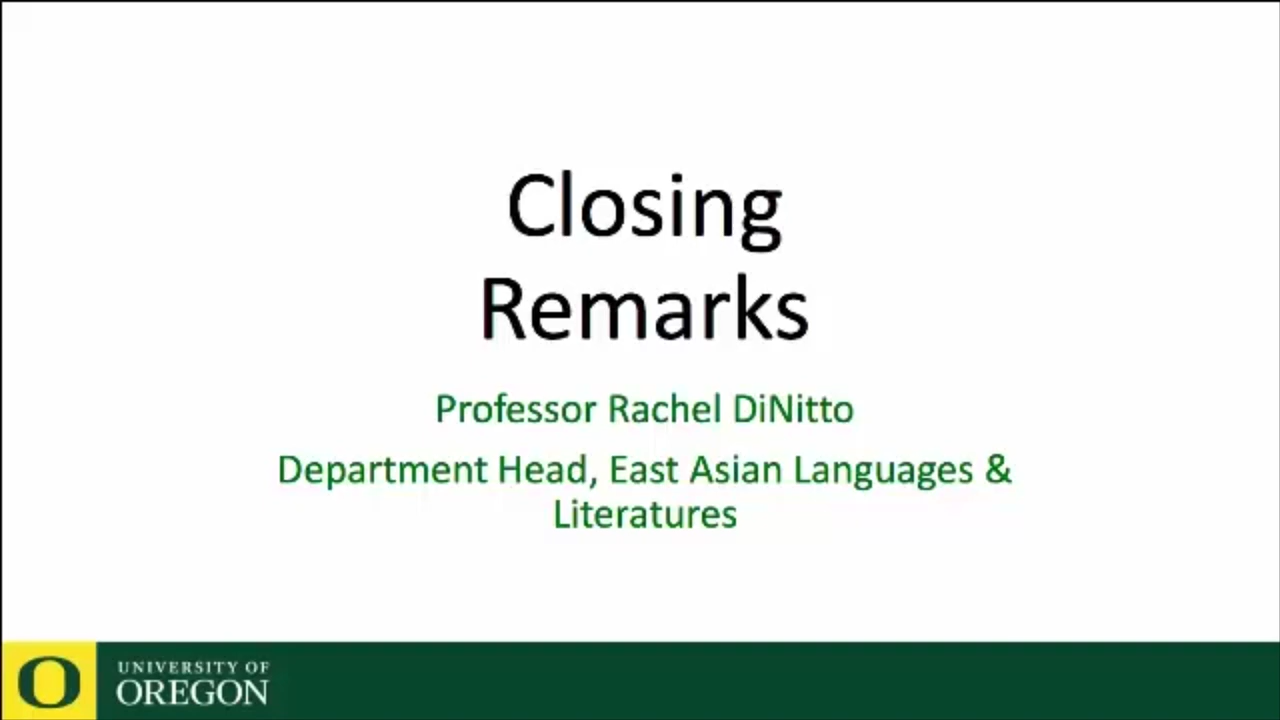 Closing
Remarks
Professor Rachel DiNitto
Department Head, East Asian Languages &
Literatures
O
UNIVERSITY OF
OREGON